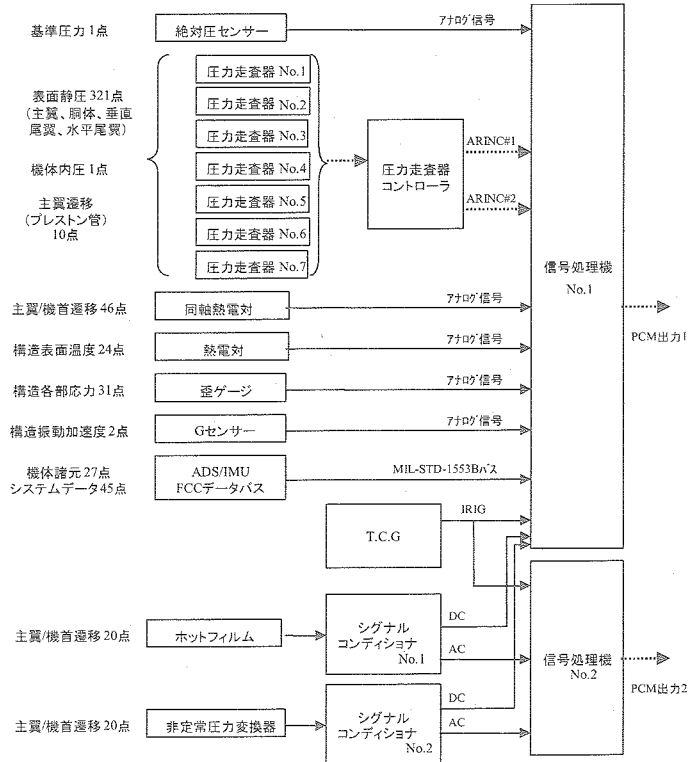 基準圧力1点
絶対圧センサー
アナログ信号
表面静圧321点
(主翼、胴体、垂直
尾翼、水平尾翼)
機体内圧1点
主翼遷移
(プレストン管)
10点
圧力走査器 No.1
圧力走査器 No.2
圧力走査器 No.3
圧力走査器 No.4
圧力走査器 No.5
圧力走査器 No.6
圧力走査器 No.7
圧力走査器
コントローラ
ARINC#1
ARINC#2
信号処理機
No.1
PCM出力1
主翼/機首遷移46点
同軸熱電対
アナログ信号
構造表面温度24点
熱電対
アナログ信号
構造各部応力31点
歪ゲージ
アナログ信号
構造振動加速度2点
Gセンサー
アナログ信号
機体諸元27点
システムデータ45点
ADS/IMU
FCCデータバス
MIL-STD-1553Bバス
T.C.G
IRIG
主翼/機首遷移20点
ホットフィルム
シグナル
コンディショナ
No.1
DC
AC
信号処理機
No.2
PCM出力2
主翼/機首遷移20点
非定常圧力変換器
シグナル
コンディショナ
No.2
DC
AC